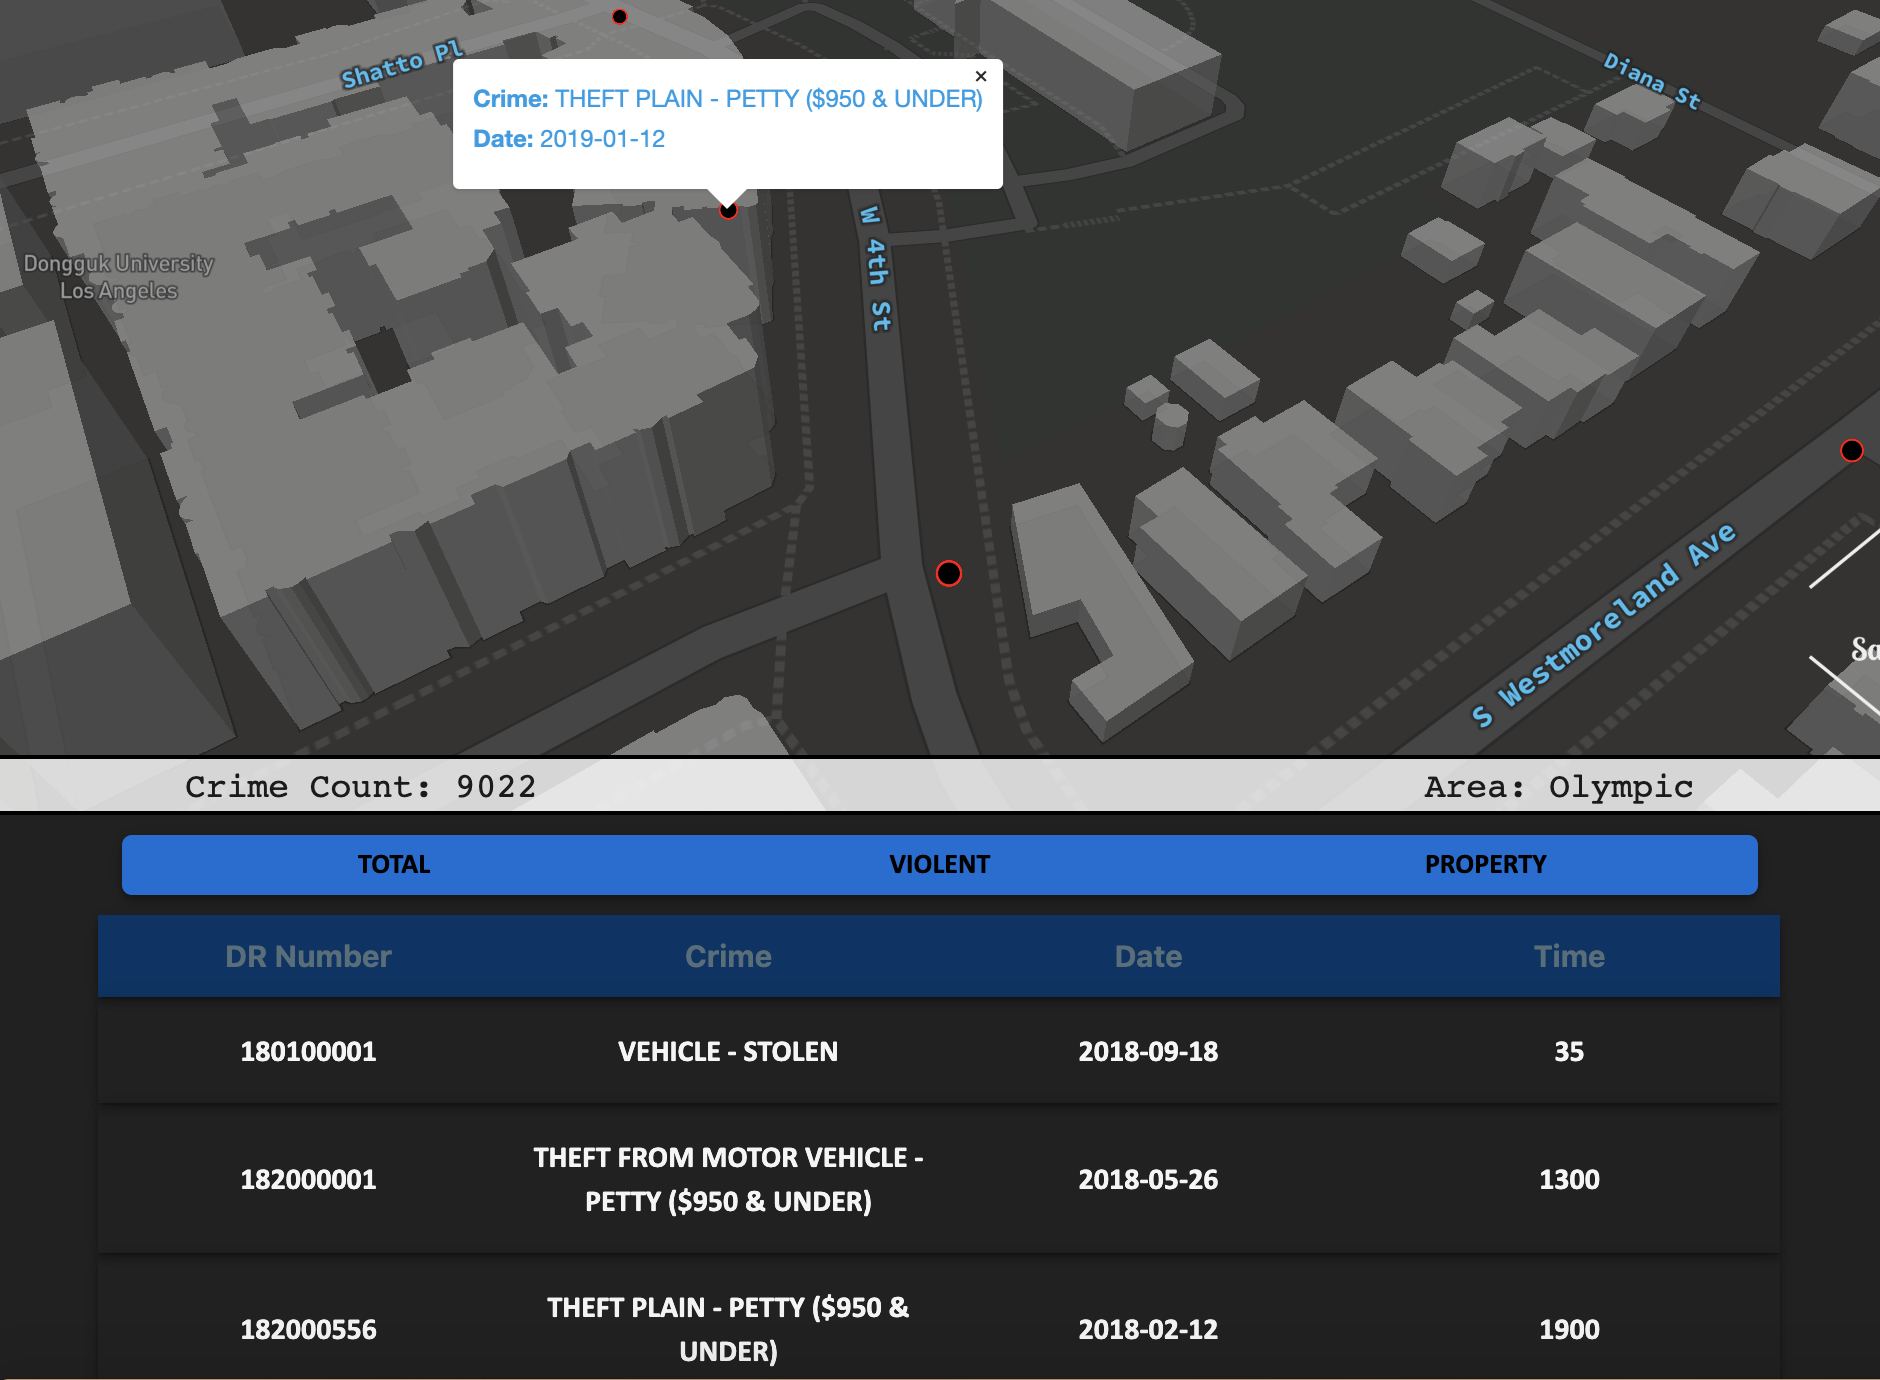 Shatto Pl
Diana St
×
Crime: THEFT PLAIN - PETTY ($950 & UNDER)
Date: 2019-01-12
W 4th St
Dongguk University
Los Angeles
S Westmoreland Ave
Crime Count: 9022
Area: Olympic
TOTAL
VIOLENT
PROPERTY
DR Number
Crime
Date
Time
180100001
VEHICLE - STOLEN
2018-09-18
35
182000001
THEFT FROM MOTOR VEHICLE -
PETTY ($950 & UNDER)
2018-05-26
1300
182000556
THEFT PLAIN - PETTY ($950 &
UNDER)
2018-02-12
1900